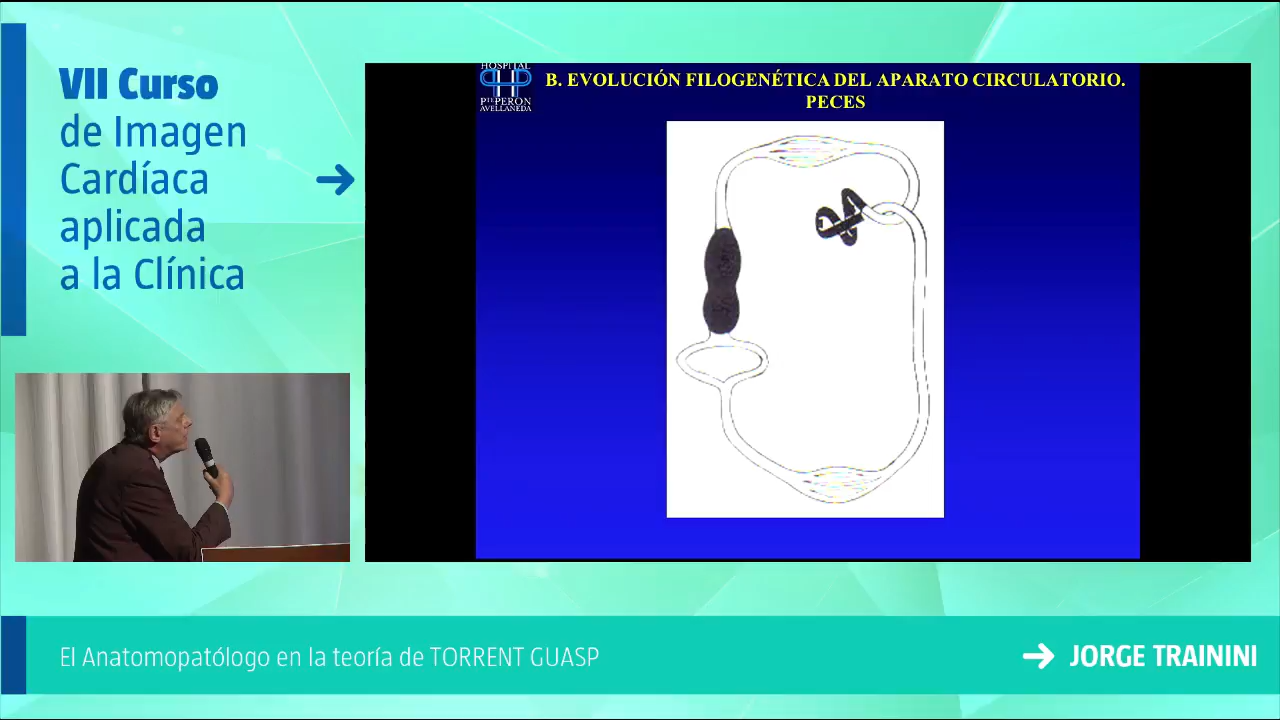 VII Curso
de Imagen
Cardíaca
aplicada
a la Clínica
HOSPITAL
H
Pte PERON
AVELLANEDA
B. EVOLUCIÓN FILOGENÉTICA DEL APARATO CIRCULATORIO.
PECES
El Anatomopatólogo en la teoría de TORRENT GUASP
JORGE TRAININI